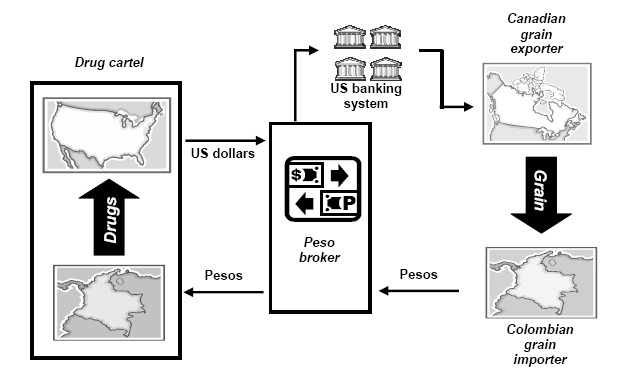 Drug cartel
Drugs
US dollars
Pesos
$
P
Peso
broker
US banking
system
Pesos
Canadian
grain
exporter
Grain
Colombian
grain
importer